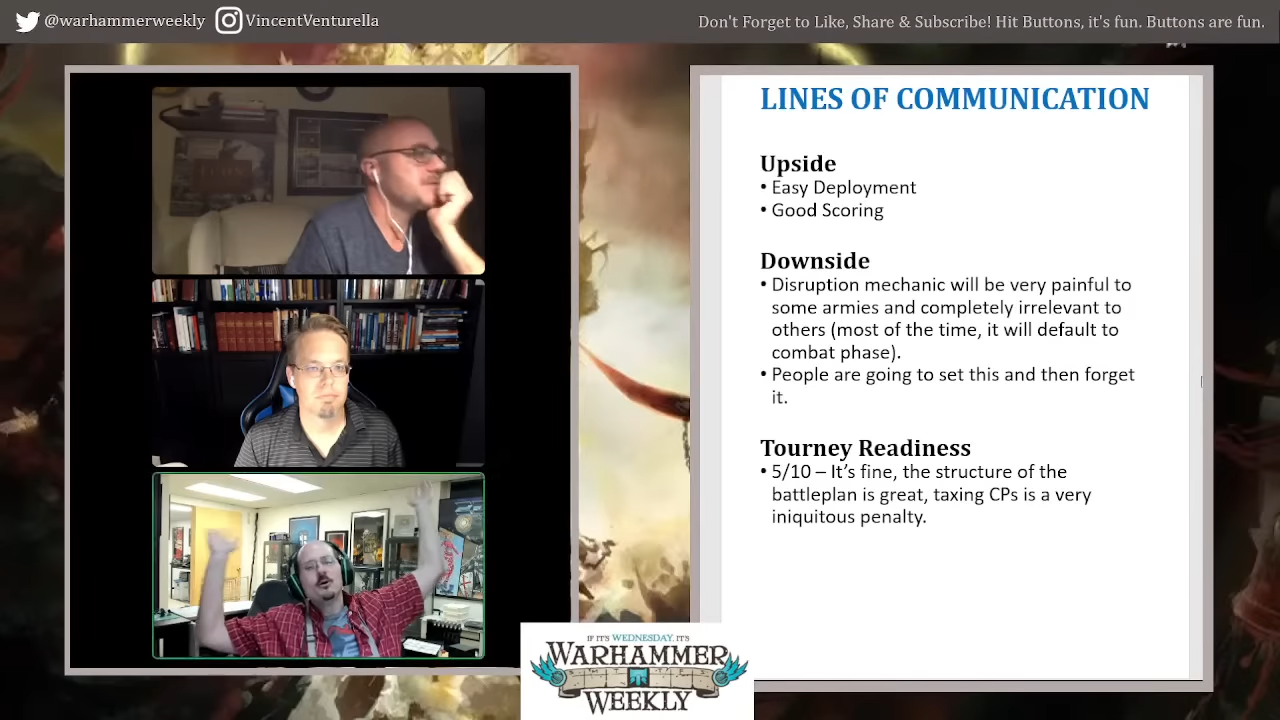 @warhammerweekly VincentVenturella
Don't Forget to Like, Share & Subscribe! Hit Buttons, it's fun. Buttons are fun.
LINES OF COMMUNICATION
Upside
• Easy Deployment
• Good Scoring
Downside
• Disruption mechanic will be very painful to
some armies and completely irrelevant to
others (most of the time, it will default to
combat phase).
• People are going to set this and then forget
it.
Tourney Readiness
• 5/10 – It's fine, the structure of the
battleplan is great, taxing CPs is a very
iniquitous penalty.
IF IT'S WEDNESDAY, IT'S
WARHAMMER
WEEKLY